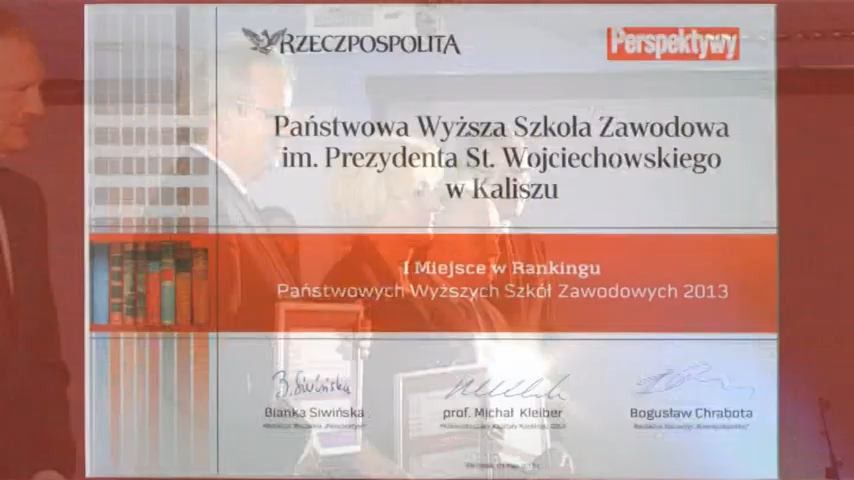 RZECZPOSPOLITA
Perspektywy
Państwowa Wyższa Szkoła Zawodowa
im. Prezydenta St. Wojciechowskiego
w Kaliszu
I Miejsce w Rankingu
Państwowych Wyższych Szkół Zawodowych 2013
B. Siwińska
Bianka Siwińska
prof. Michał Kleiber
Bogusław Chrabota